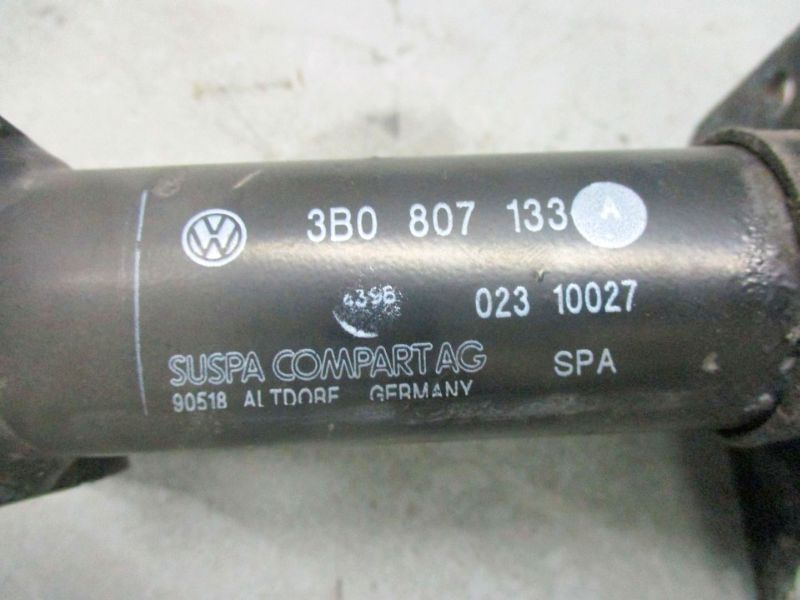 3B0 807 133 A
4398 023 10027
SUSPA COMPART AG SPA
90518 ALTDORF GERMANY